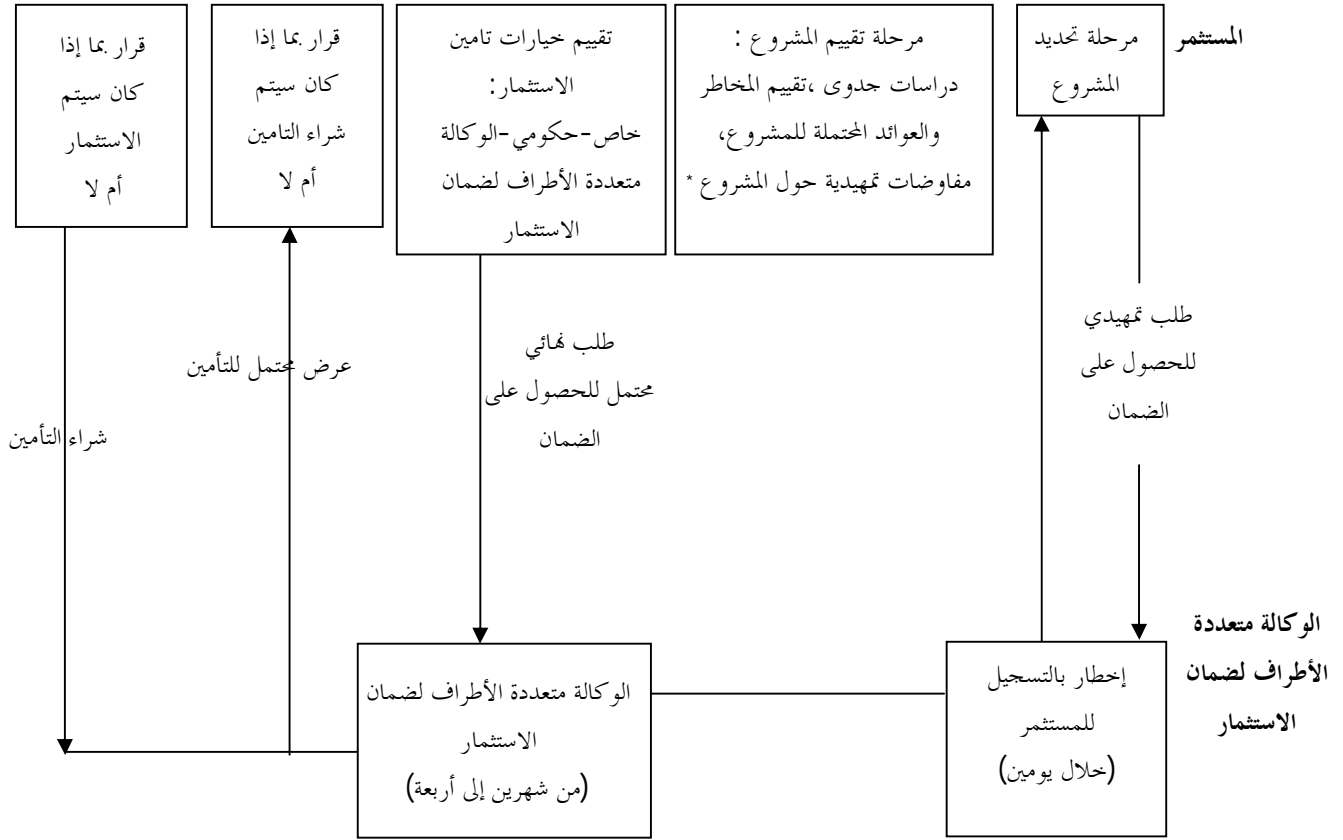 المستثمر
مرحلة تحديد
المشروع
مرحلة تقييم المشروع :
دراسات جدوى ،تقييم المخاطر
والعوائد المحتملة للمشروع،
مفاوضات تمهيدية حول المشروع *
تقييم خيارات تامين
الاستثمار:
خاص-حكومي-الوكالة
متعددة الأطراف لضمان
الاستثمار
قرار بما إذا
كان سيتم
شراء التامين
أم لا
قرار بما إذا
كان سيتم
الاستثمار
أم لا
طلب تمهيدي
للحصول على
الضمان
طلب نهائي
محتمل للحصول على
الضمان
عرض محتمل للتأمين
شراء التأمين
الوكالة متعددة
الأطراف لضمان
الاستثمار
إخطار بالتسجيل
للمستثمر
(خلال يومين)
الوكالة متعددة الأطراف لضمان
الاستثمار
(من شهرين إلى أربعة)